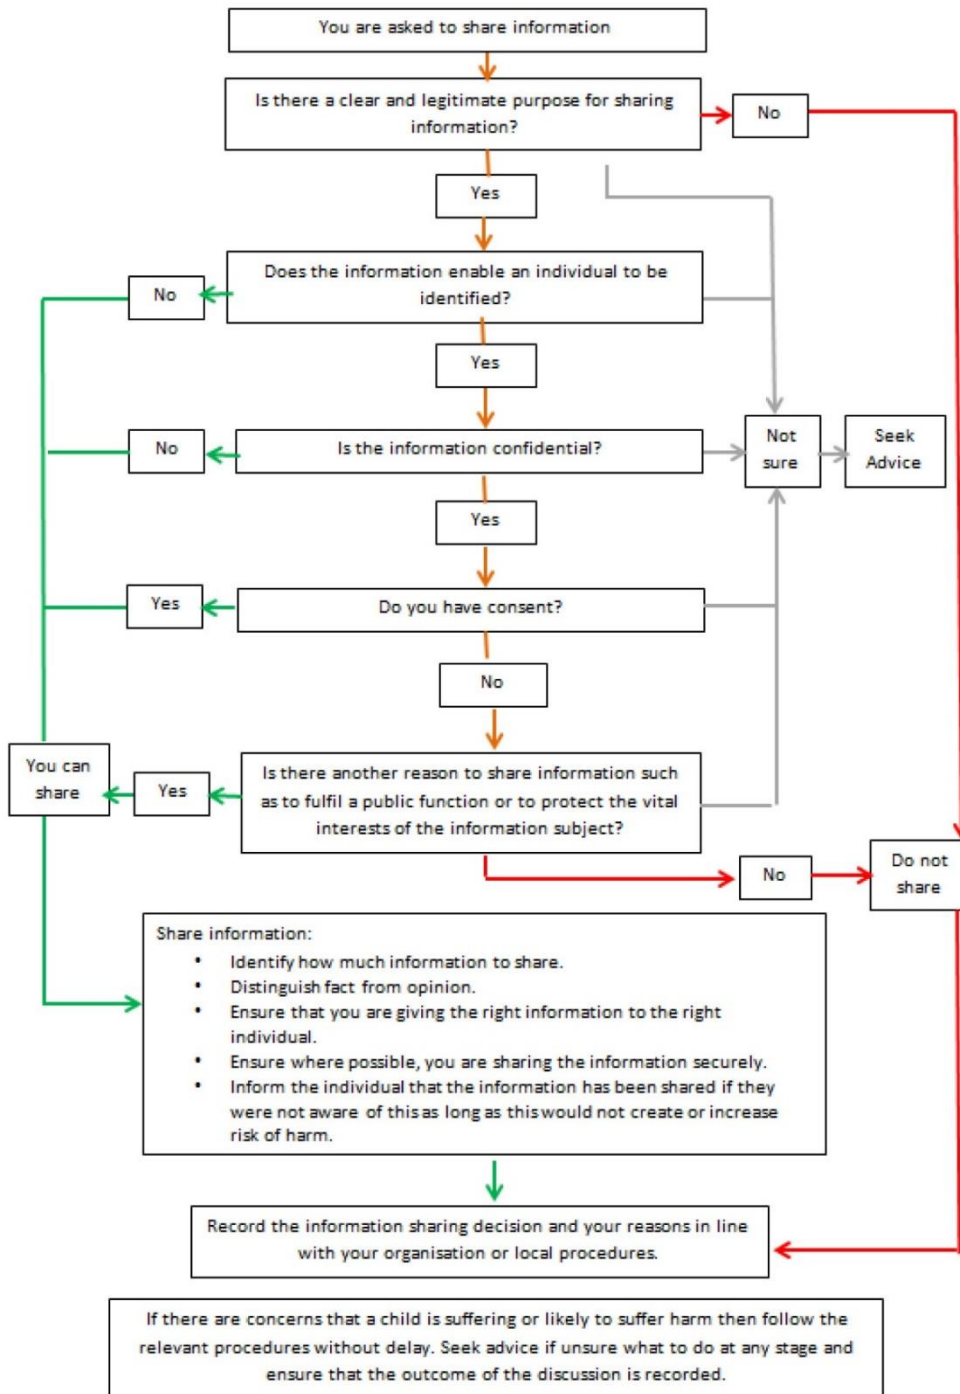 You are asked to share information
Is there a clear and legitimate purpose for sharing
information?
No
Yes
Does the information enable an individual to be
identified?
No
Yes
Is the information confidential?
No
Not
sure
Seek
Advice
Yes
Do you have consent?
Yes
No
Is there another reason to share information such
as to fulfil a public function or to protect the vital
interests of the information subject?
Yes
You can
share
No
Do not
share
Share information:
• Identify how much information to share.
• Distinguish fact from opinion.
• Ensure that you are giving the right information to the right
individual.
• Ensure where possible, you are sharing the information securely.
• Inform the individual that the information has been shared if they
were not aware of this as long as this would not create or increase
risk of harm.
Record the information sharing decision and your reasons in line
with your organisation or local procedures.
If there are concerns that a child is suffering or likely to suffer harm then follow the
relevant procedures without delay. Seek advice if unsure what to do at any stage and
ensure that the outcome of the discussion is recorded.